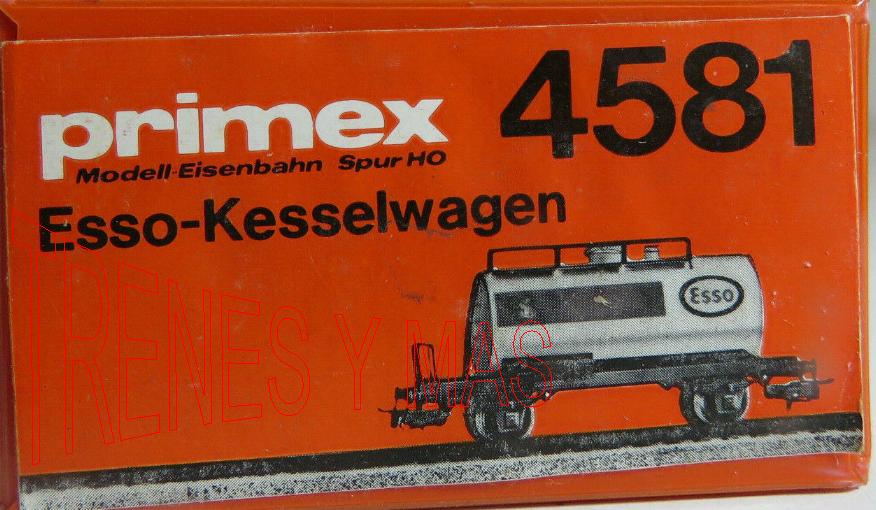 primex
4581
Modell-Eisenbahn Spur HO
Esso-Kesselwagen
Esso
TRENES Y MAS